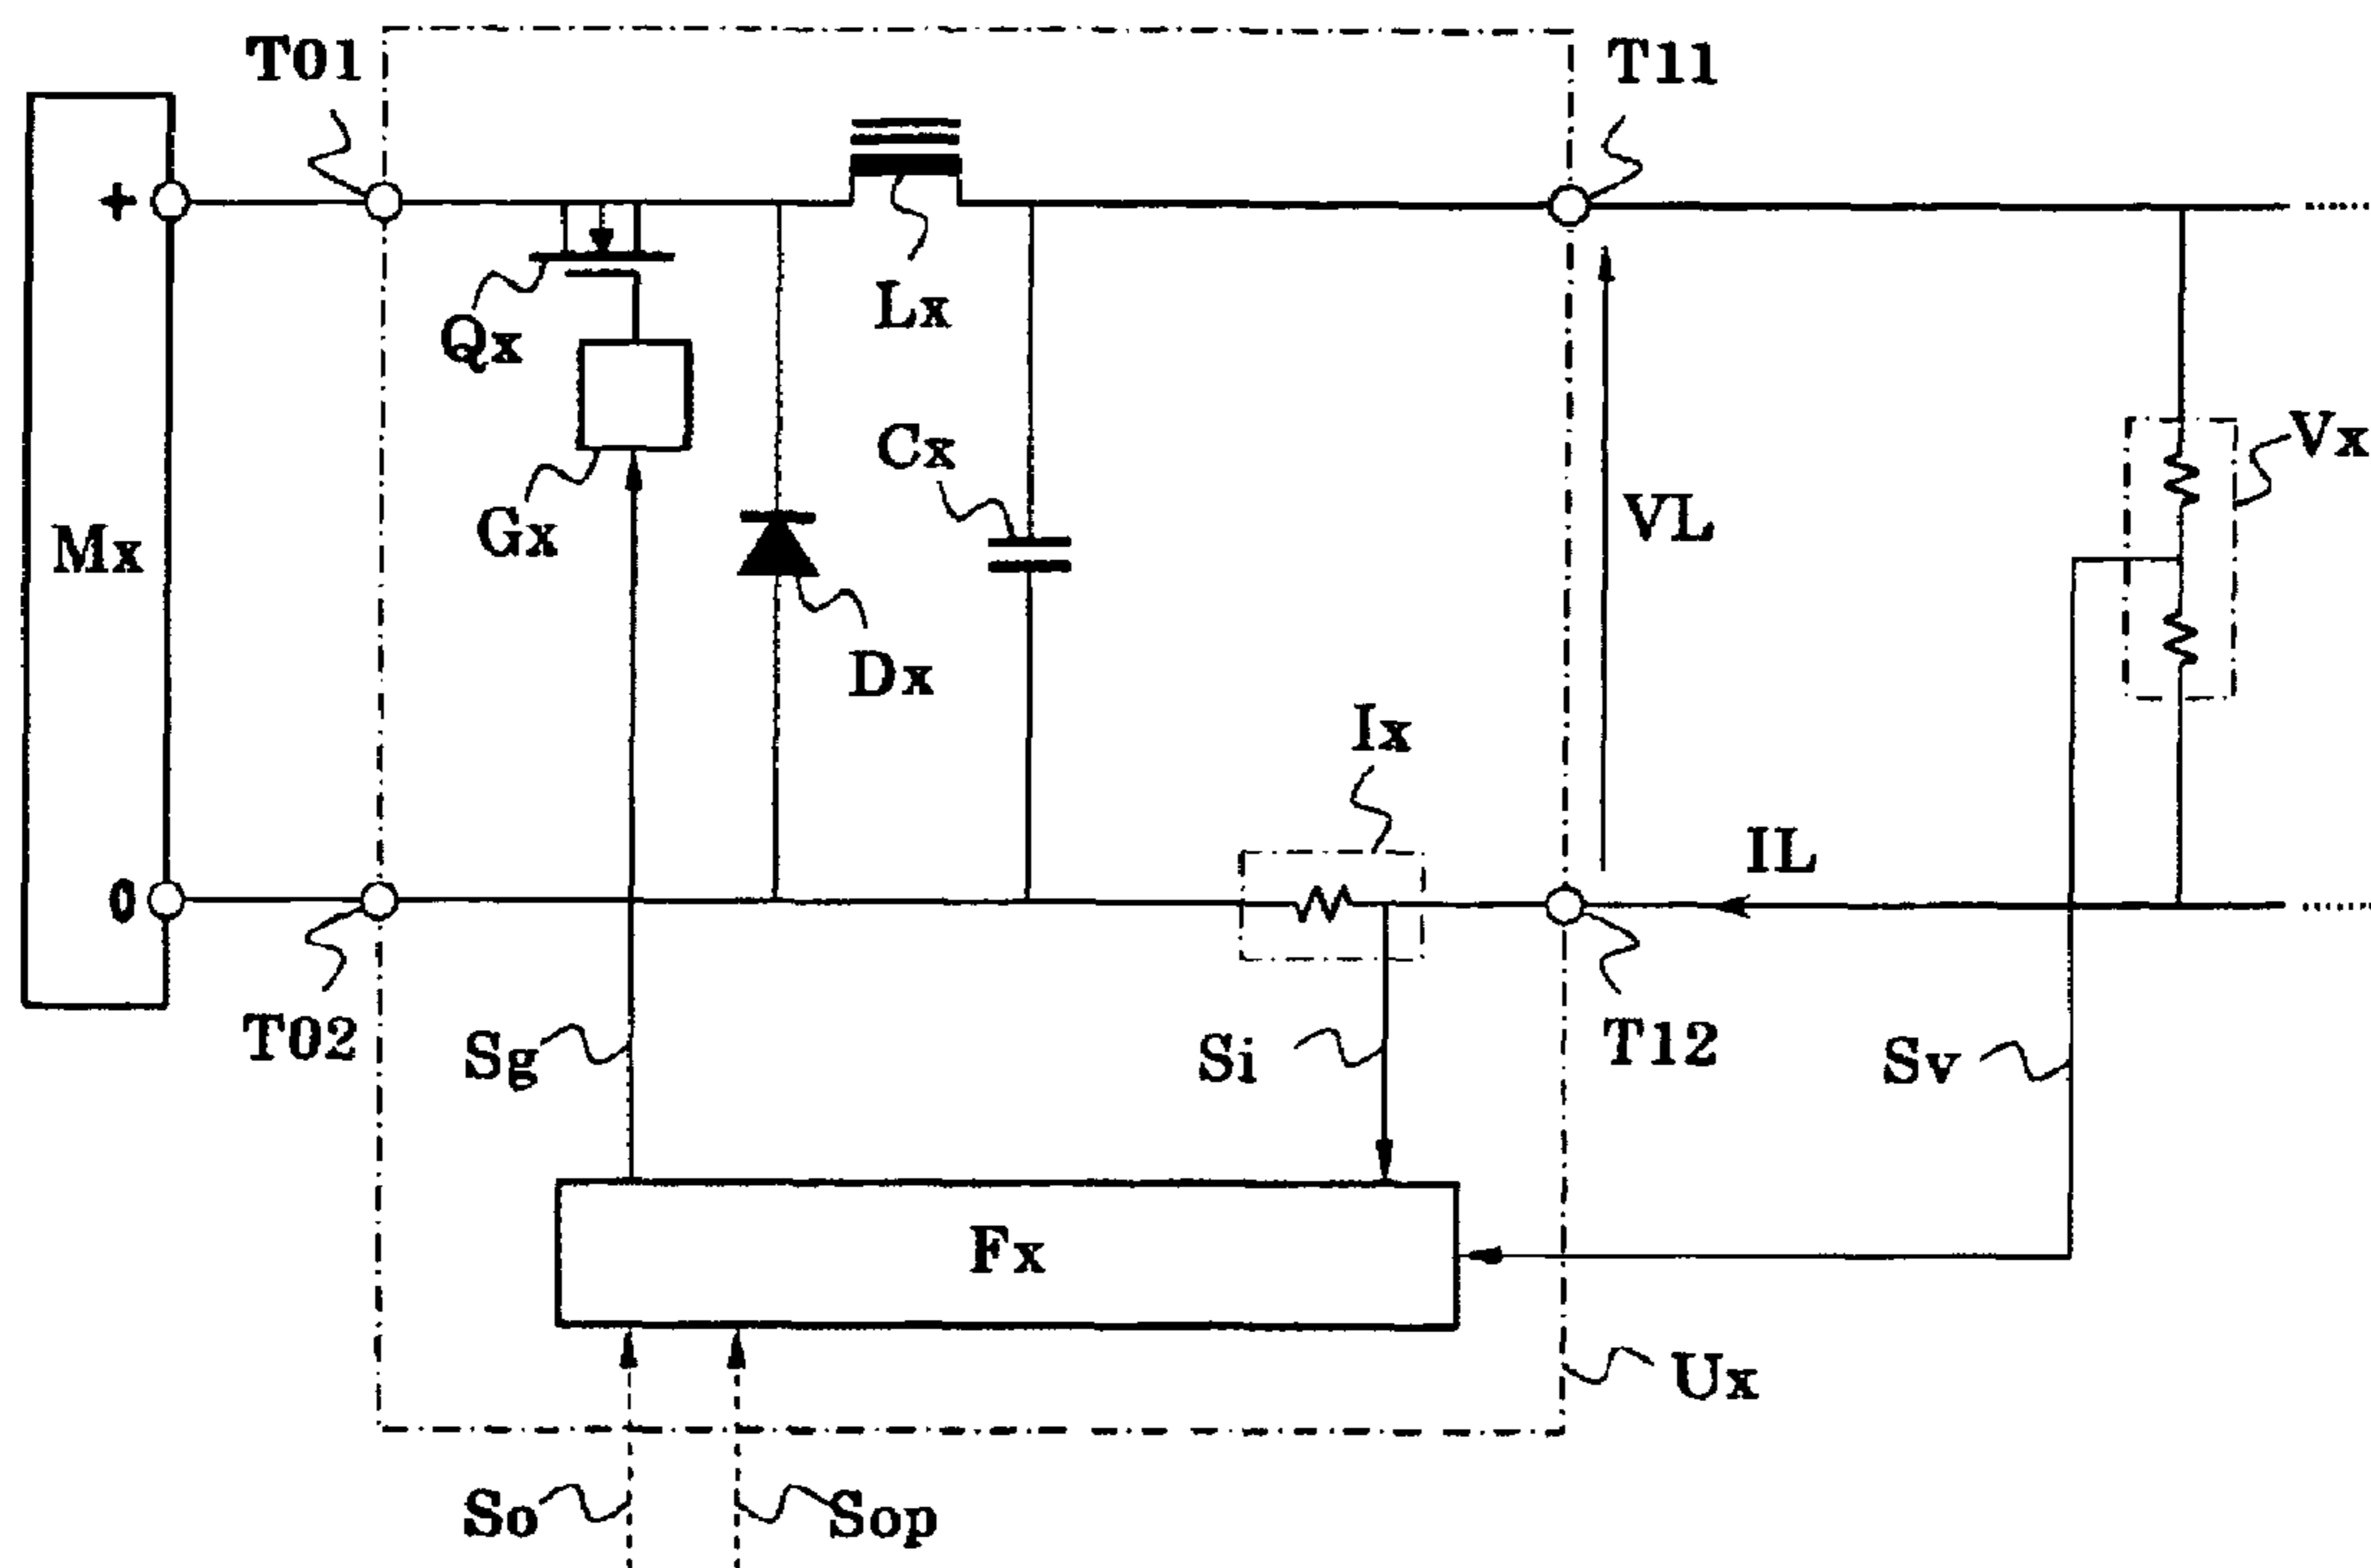 T01
T11
+
Lx
Qx
Vx
Cx
VL
Gx
Mx
Dx
Ix
IL
0
T02
Sg
Si
T12
Sv
Fx
Ux
So
Sop